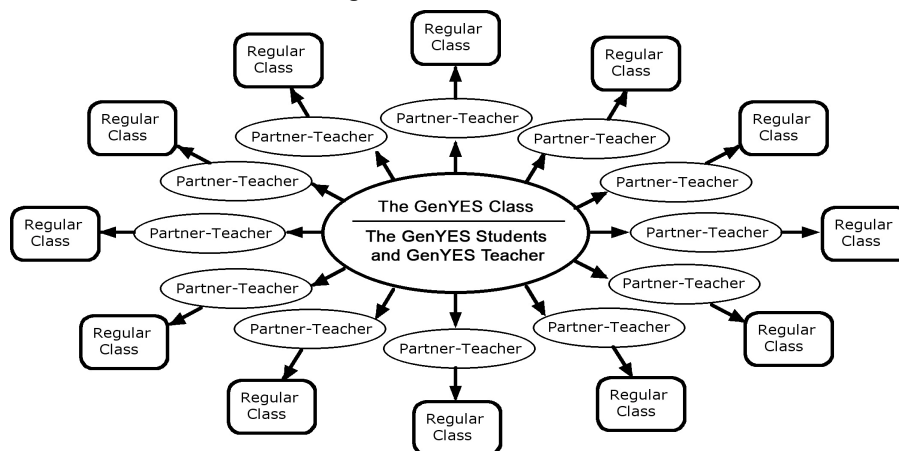 Regular
Class
Regular
Class
Regular
Class
Regular
Class
Regular
Class
Partner-Teacher
Partner-Teacher
Partner-Teacher
Partner-Teacher
Partner-Teacher
The GenYES Class
The GenYES Students
and GenYES Teacher
Regular
Class
Partner-Teacher
Partner-Teacher
Regular
Class
Partner-Teacher
Partner-Teacher
Regular
Class
Partner-Teacher
Partner-Teacher
Partner-Teacher
Regular
Class
Regular
Class
Regular
Class
Regular
Class